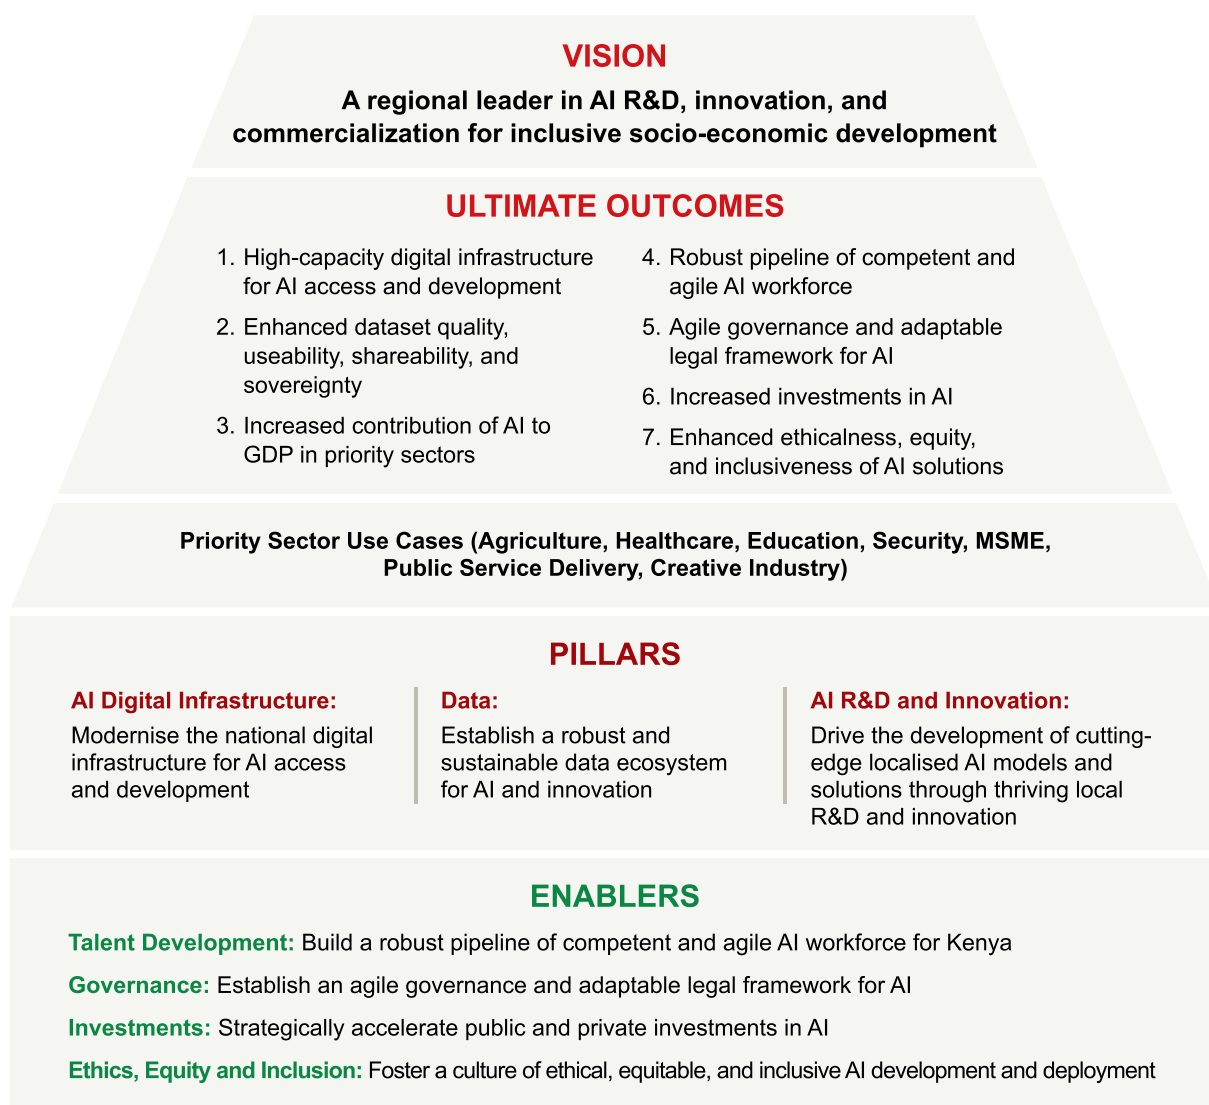 VISION
A regional leader in AI R&D, innovation, and
commercialization for inclusive socio-economic development
ULTIMATE OUTCOMES
1. High-capacity digital infrastructure
for AI access and development
2. Enhanced dataset quality,
useability, shareability, and
sovereignty
3. Increased contribution of AI to
GDP in priority sectors
4. Robust pipeline of competent and
agile AI workforce
5. Agile governance and adaptable
legal framework for AI
6. Increased investments in AI
7. Enhanced ethicalness, equity,
and inclusiveness of AI solutions
Priority Sector Use Cases (Agriculture, Healthcare, Education, Security, MSME,
Public Service Delivery, Creative Industry)
PILLARS
AI Digital Infrastructure:
Modernise the national digital
infrastructure for AI access
and development
Data:
Establish a robust and
sustainable data ecosystem
for AI and innovation
AI R&D and Innovation:
Drive the development of cutting-
edge localised AI models and
solutions through thriving local
R&D and innovation
ENABLERS
Talent Development: Build a robust pipeline of competent and agile AI workforce for Kenya
Governance: Establish an agile governance and adaptable legal framework for AI
Investments: Strategically accelerate public and private investments in AI
Ethics, Equity and Inclusion: Foster a culture of ethical, equitable, and inclusive AI development and deployment